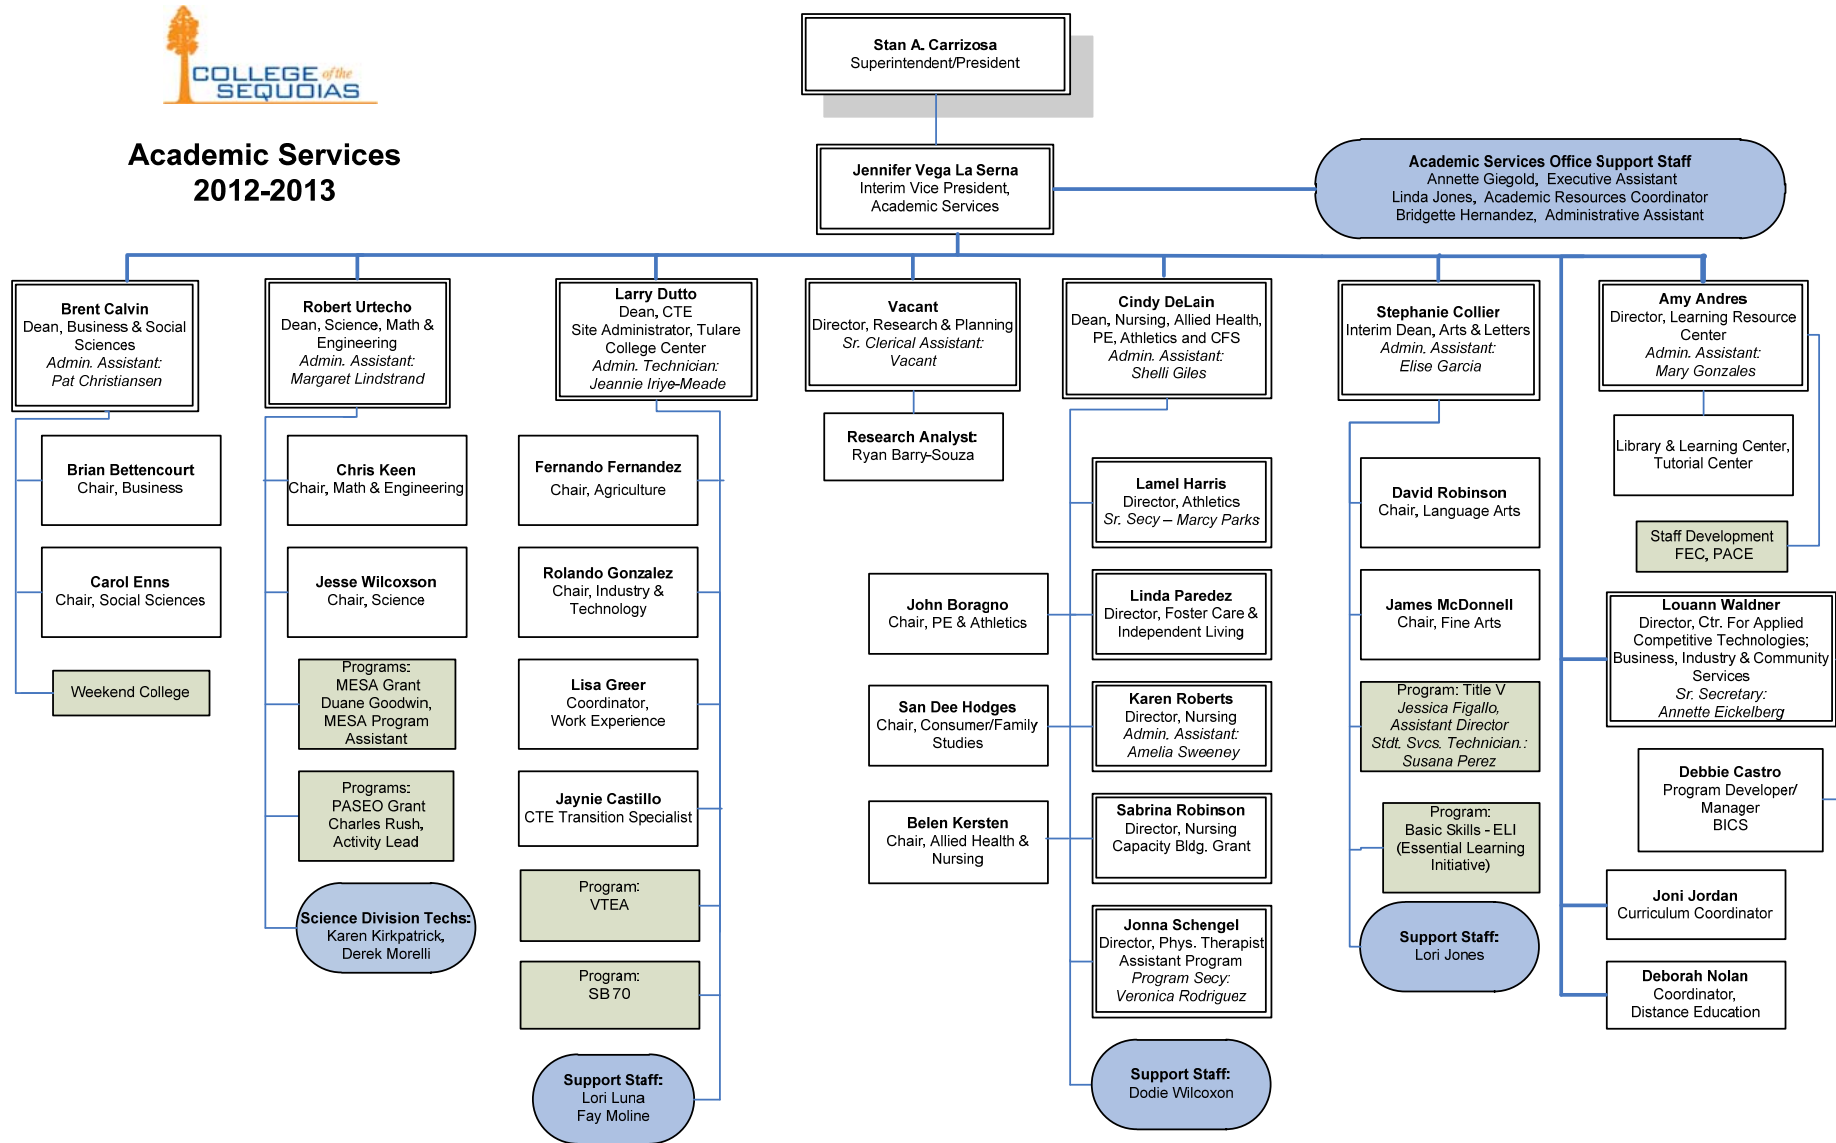 COLLEGE of the
SEQUOIAS
Academic Services
2012-2013
Stan A. Carrizosa
Superintendent/President
Jennifer Vega La Serna
Interim Vice President,
Academic Services
Academic Services Office Support Staff
Annette Giegold, Executive Assistant
Linda Jones, Academic Resources Coordinator
Bridgette Hernandez, Administrative Assistant
Brent Calvin
Dean, Business & Social
Sciences
Admin. Assistant:
Pat Christiansen
Brian Bettencourt
Chair, Business
Carol Enns
Chair, Social Sciences
Weekend College
Robert Urtecho
Dean, Science, Math &
Engineering
Admin. Assistant:
Margaret Lindstrand
Chris Keen
Chair, Math & Engineering
Jesse Wilcoxson
Chair, Science
Programs:
MESA Grant
Duane Goodwin,
MESA Program
Assistant
Programs:
PASEO Grant
Charles Rush,
Activity Lead
Science Division Techs:
Karen Kirkpatrick,
Derek Morelli
Larry Dutto
Dean, CTE
Site Administrator, Tulare
College Center
Admin. Technician:
Jeannie Iriye-Meade
Fernando Fernandez
Chair, Agriculture
Rolando Gonzalez
Chair, Industry &
Technology
Lisa Greer
Coordinator,
Work Experience
Jaynie Castillo
CTE Transition Specialist
Program:
VTEA
Program:
SB 70
Support Staff:
Lori Luna
Fay Moline
Vacant
Director, Research & Planning
Sr. Clerical Assistant:
Vacant
Research Analyst:
Ryan Barry-Souza
Cindy DeLain
Dean, Nursing, Allied Health,
PE, Athletics and CFS
Admin. Assistant:
Shelli Giles
Lamel Harris
Director, Athletics
Sr. Secy – Marcy Parks
John Boragno
Chair, PE & Athletics
Linda Paredez
Director, Foster Care &
Independent Living
San Dee Hodges
Chair, Consumer/Family
Studies
Karen Roberts
Director, Nursing
Admin. Assistant:
Amelia Sweeney
Belen Kersten
Chair, Allied Health &
Nursing
Sabrina Robinson
Director, Nursing
Capacity Bldg. Grant
Jonna Schengel
Director, Phys. Therapist
Assistant Program
Program Secy:
Veronica Rodriguez
Support Staff:
Dodie Wilcoxon
Stephanie Collier
Interim Dean, Arts & Letters
Admin. Assistant:
Elise Garcia
David Robinson
Chair, Language Arts
James McDonnell
Chair, Fine Arts
Program: Title V
Jessica Figallo,
Assistant Director
Stdt. Svcs. Technician.:
Susana Perez
Program:
Basic Skills - ELI
(Essential Learning
Initiative)
Support Staff:
Lori Jones
Amy Andres
Director, Learning Resource
Center
Admin. Assistant:
Mary Gonzales
Library & Learning Center,
Tutorial Center
Staff Development
FEC, PACE
Louann Waldner
Director, Ctr. For Applied
Competitive Technologies;
Business, Industry & Community
Services
Sr. Secretary:
Annette Eickelberg
Debbie Castro
Program Developer/
Manager
BICS
Joni Jordan
Curriculum Coordinator
Deborah Nolan
Coordinator,
Distance Education